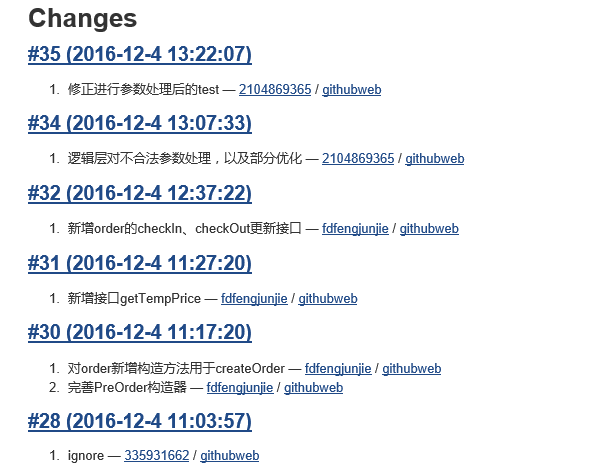 Changes
#35 (2016-12-4 13:22:07)
1. 修正进行参数处理后的test — 2104869365 / githubweb
#34 (2016-12-4 13:07:33)
1. 逻辑层对不合法参数处理，以及部分优化 — 2104869365 / githubweb
#32 (2016-12-4 12:37:22)
1. 新增order的checkIn、checkOut更新接口 — fdfengjunjie / githubweb
#31 (2016-12-4 11:27:20)
1. 新增接口getTempPrice — fdfengjunjie / githubweb
#30 (2016-12-4 11:17:20)
1. 对order新增构造方法用于createOrder — fdfengjunjie / githubweb
2. 完善PreOrder构造器 — fdfengjunjie / githubweb
#28 (2016-12-4 11:03:57)
1. ignore — 335931662 / githubweb